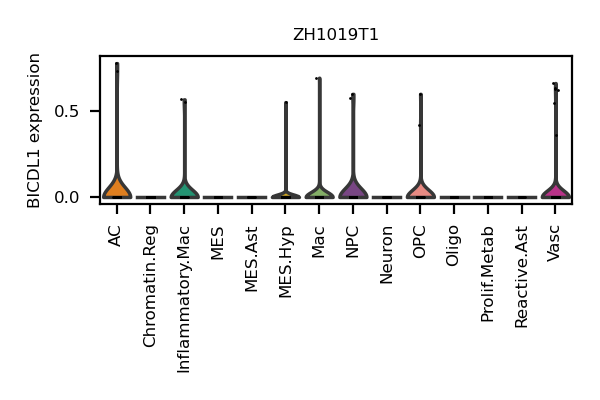 ZH1019T1
BICDL1 expression
0.5
0.0
AC
Chromatin.Reg
Inflammatory.Mac
MES
MES.Ast
MES.Hyp
Mac
NPC
Neuron
OPC
Oligo
Prolif.Metab
Reactive.Ast
Vasc